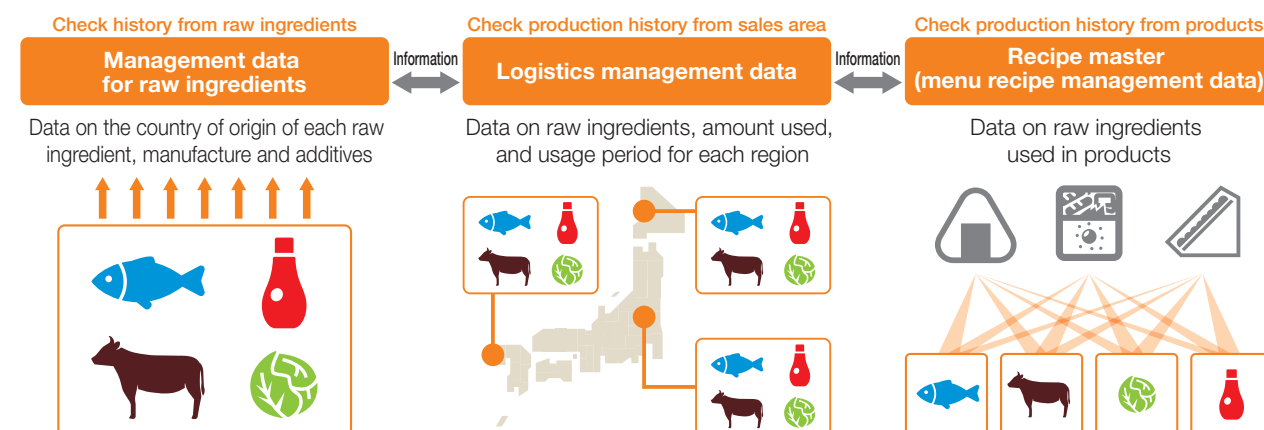 Check history from raw ingredients
Management data
for raw ingredients
Data on the country of origin of each raw
ingredient, manufacture and additives
Information
Check production history from sales area
Logistics management data
Data on raw ingredients, amount used,
and usage period for each region
Information
Check production history from products
Recipe master
(menu recipe management data)
Data on raw ingredients
used in products